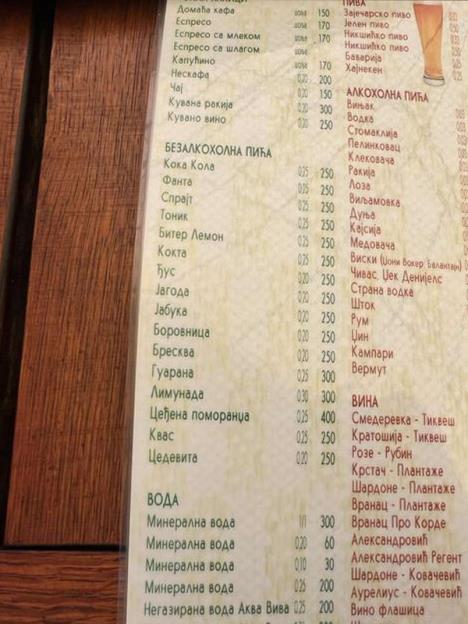 Домаћа кафа 150
Еспресо 170
Еспресо са млеком 170
Еспресо са шлагом
Капућино 170
Нескафа 0,20 200
Чај 0,20 150
Кувана ракија 0,20 300
Кувано вино 0,20 250
БЕЗАЛКОХОЛНА ПИЋА
Кока Кола 0,25 250
Фанта 0,25 250
Спрајт 0,25 250
Тоник 0,25 250
Битер Лемон 0,25 250
Кокта 0,25 250
Ђус 0,20 250
Јагода 0,20 250
Јабука 0,20 250
Боровница 0,20 250
Бресква 0,20 250
Гуарана 0,25 300
Лимунада 0,30 300
Цеђена поморанџа 0,25 400
Квас 0,25 250
Цедевита 0,20 250
ВОДА
Минерална вода 1/1 300
Минерална вода 0,20 60
Минерална вода 0,10 30
Минерална вода 0,25 200
Негазирана вода Аква Вива 0,25 200
ПИВА
Зајечарско пиво
Јелен пиво
Никшићко пиво
Никшићко пиво
Баварија
Хајнекен
АЛКОХОЛНА ПИЋА
Вињак
Водка
Стомаклија
Пелинковац
Клековача
Ракија
Лоза
Виљамовка
Дуња
Кајсија
Медовача
Виски (Џони Вокер, Балантајн)
Чивас, Џек Денијелс
Страна водка
Шток
Рум
Џин
Кампари
Вермут
ВИНА
Смедеревка - Тиквеш
Кратошија - Тиквеш
Розе - Рубин
Крстач - Плантаже
Шардоне - Плантаже
Вранац - Плантаже
Вранац Про Корде
Александровић
Александровић Регент
Шардоне - Ковачевић
Аурелиус - Ковачевић
Вино флашица